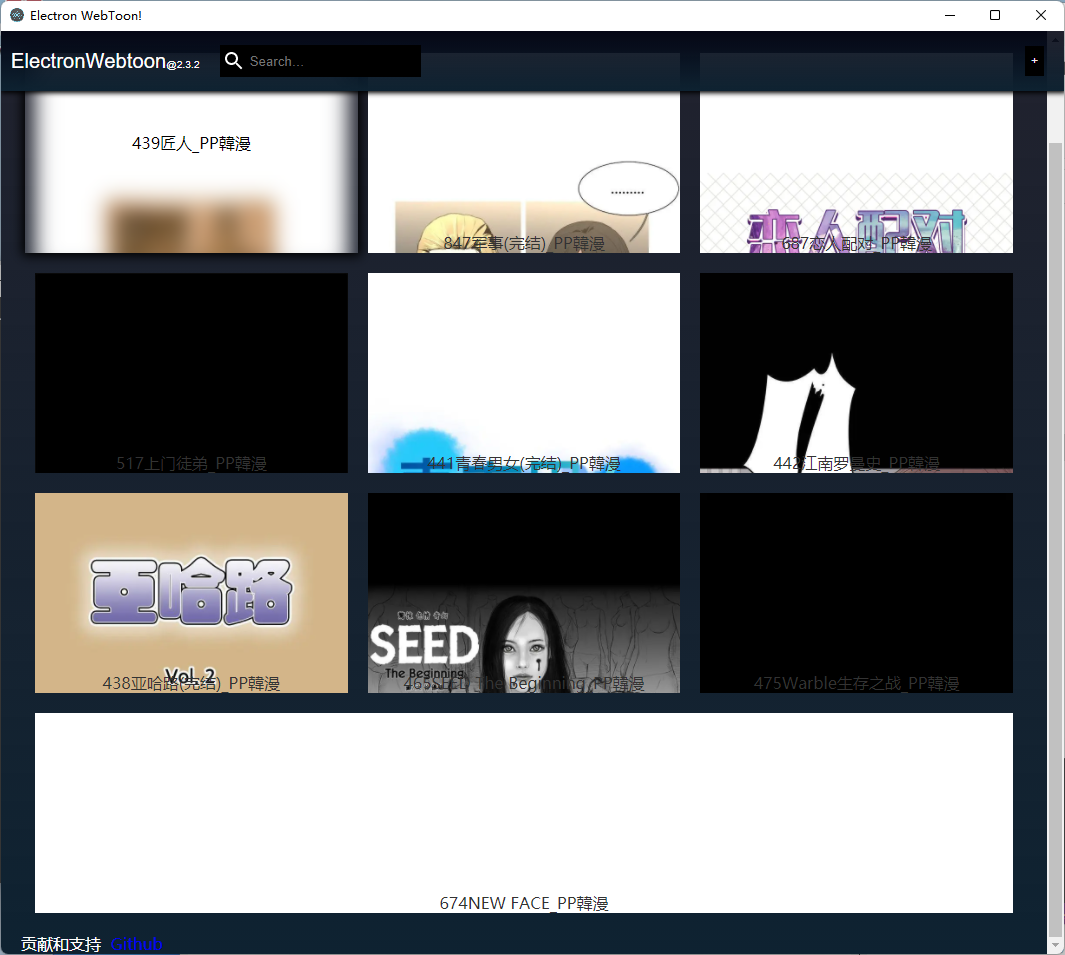 Electron WebToon!
ElectronWebtoon@2.3.2
Search...
+
439匠人_PP韓漫
.........
847军事(完结)_PP韓漫
恋人配对
687恋人配对_PP韓漫
517上门徒弟_PP韓漫
441青春男女(完结)_PP韓漫
442江南罗曼史_PP韓漫
亚哈路
Vol. 2
438亚哈路(完结)_PP韓漫
SEED
The Beginning
465SEED The Beginning_PP韓漫
475Warble生存之战_PP韓漫
674NEW FACE_PP韓漫
贡献和支持 Github